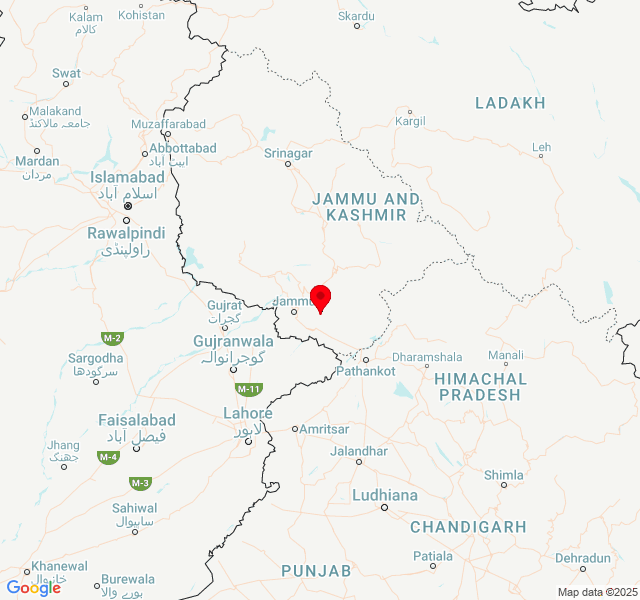 Kalam
كالام
Kohistan
Skardu
Swat
LADAKH
Malakand
جامعہ مالاکنڈ
Muzaffarabad
Kargil
Abbottabad
ایبٹ آباد
Srinagar
Leh
Mardan
مردان
Islamabad
اسلام آباد
JAMMU AND
KASHMIR
Rawalpindi
راولپنڈی
Gujrat
گجرات
Jammu
M-2
Gujranwala
گوجرانوالہ
Sargodha
سرگودھا
Pathankot
Dharamshala
Manali
HIMACHAL
PRADESH
M-11
Faisalabad
فیصل آباد
Lahore
لاہور
Amritsar
Jhang
جھنگ
M-4
Jalandhar
Shimla
M-3
Ludhiana
Sahiwal
ساہیوال
CHANDIGARH
Khanewal
خانیوال
Burewala
بورے والا
PUNJAB
Patiala
Dehradun
Google
Map data ©2025